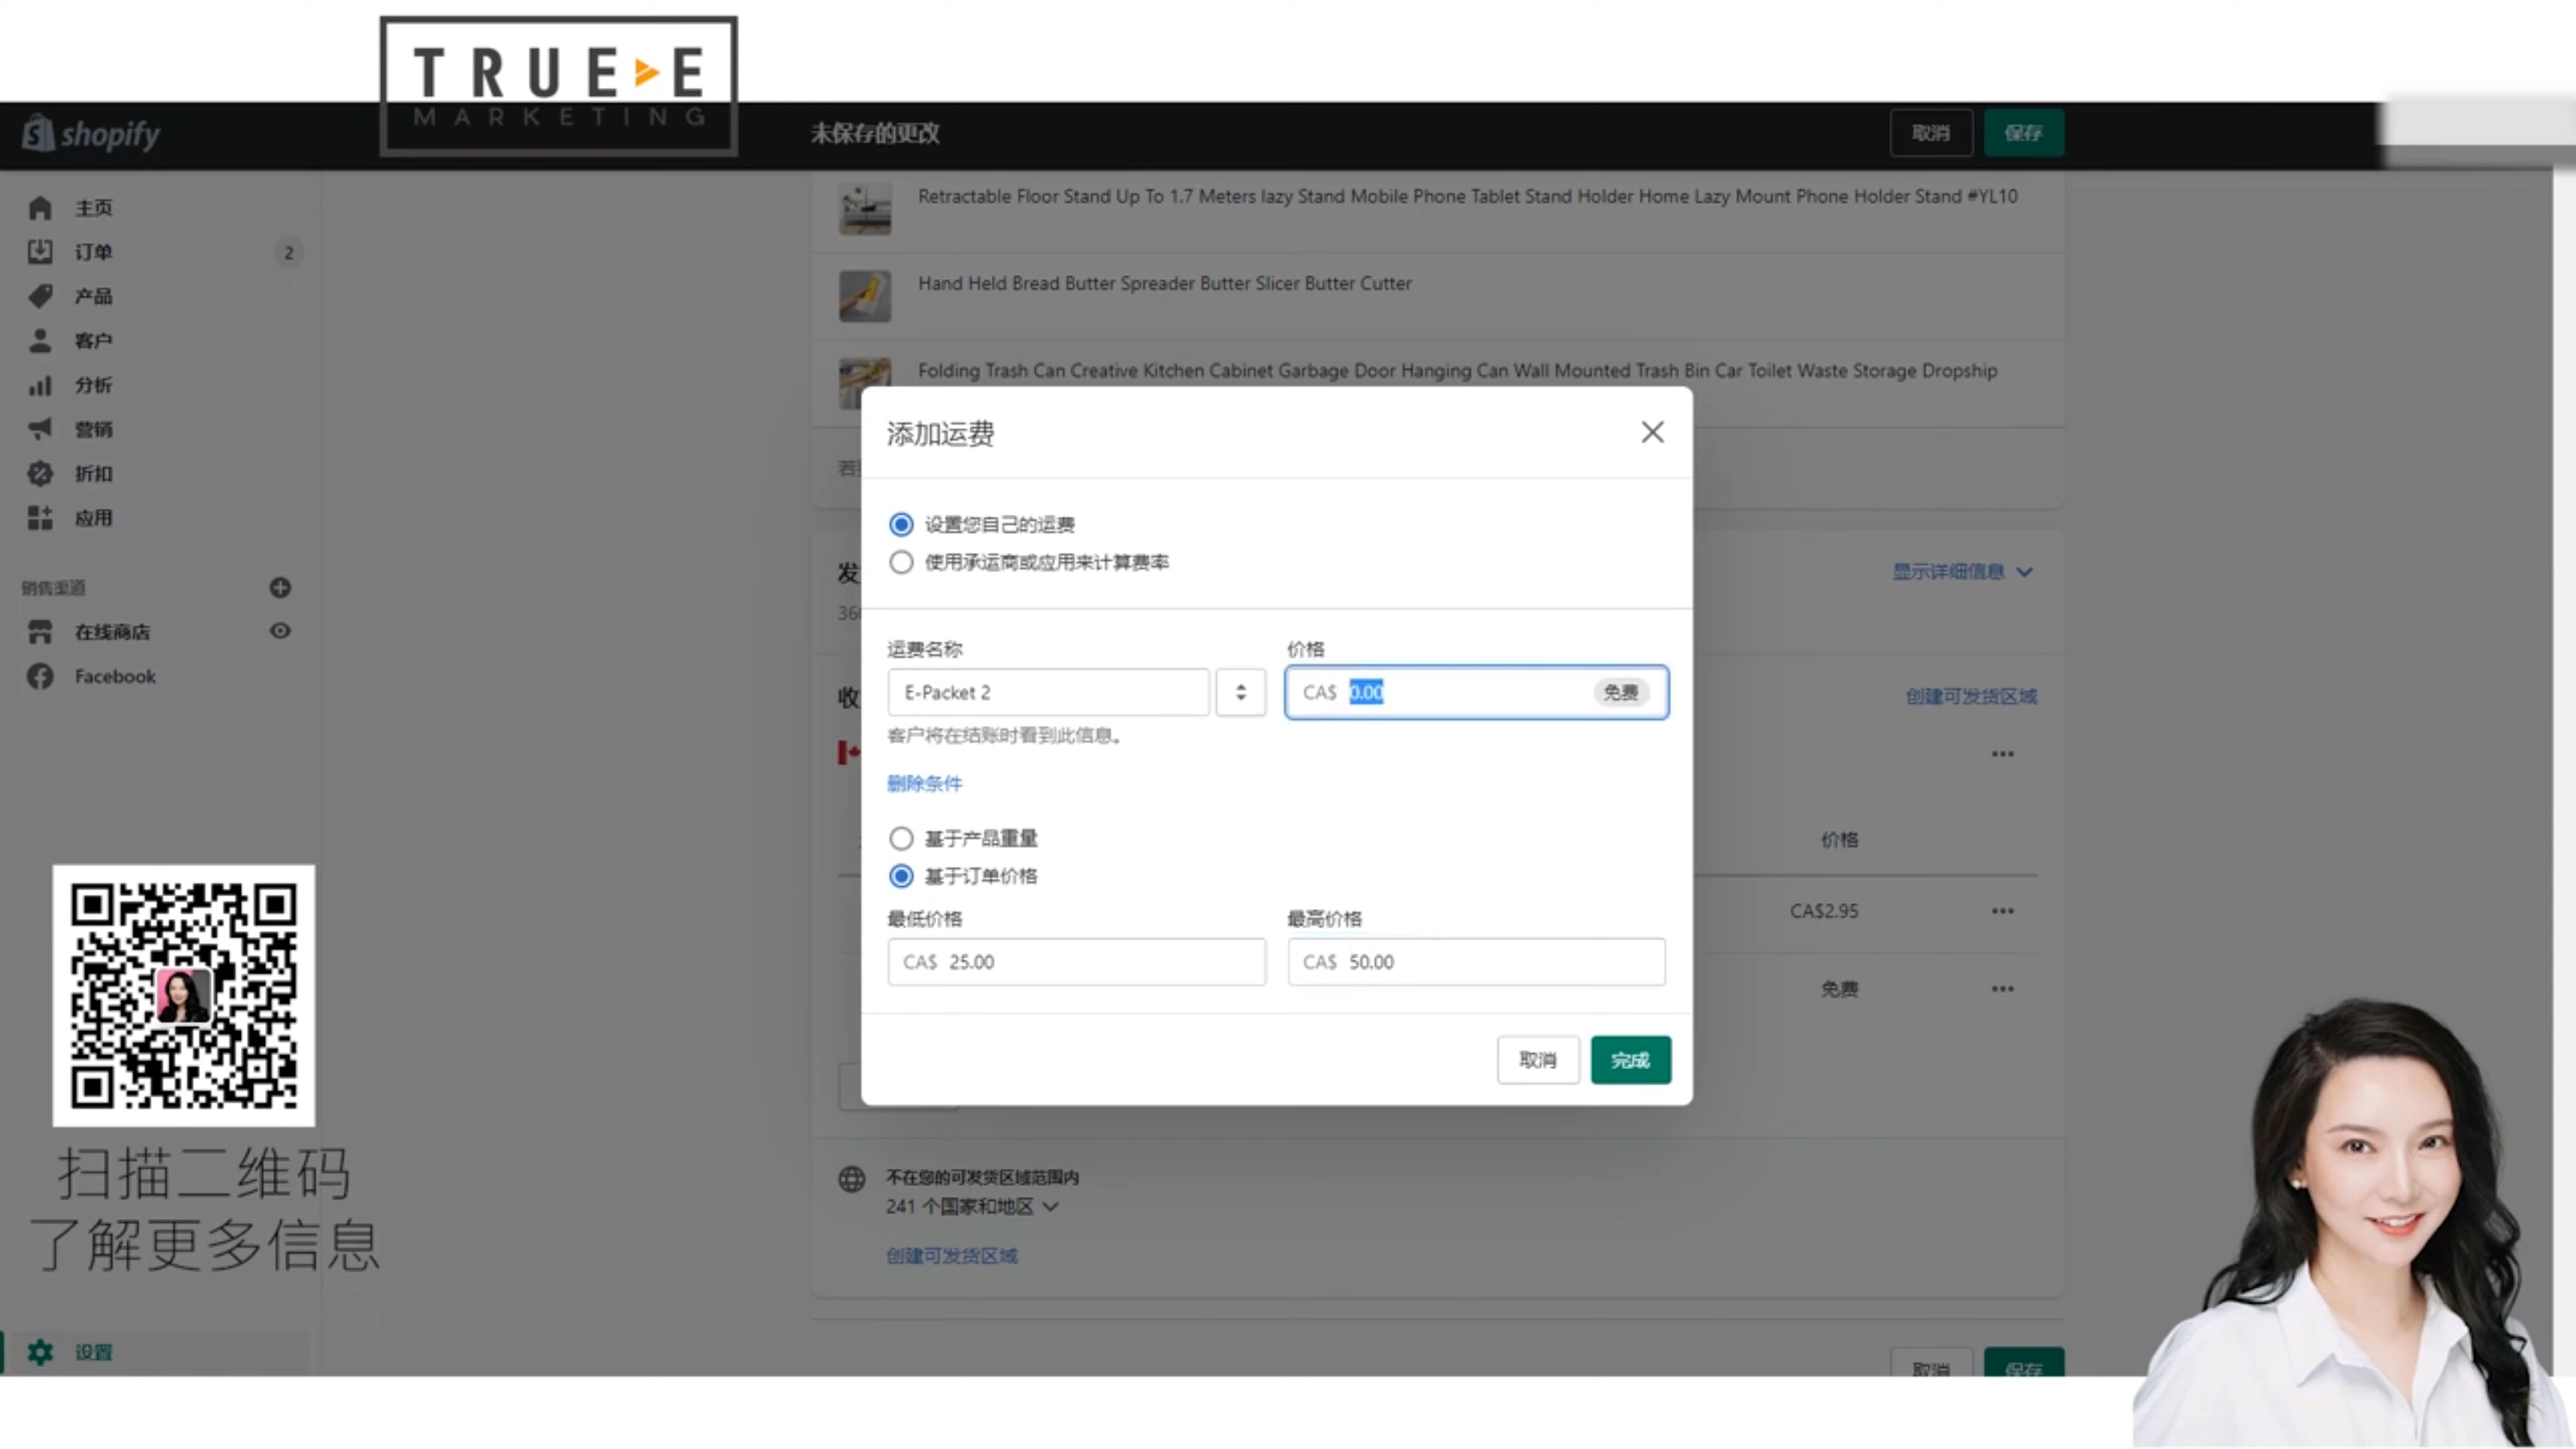 TRUE E
MARKETING
shopify
未保存的更改
取消
保存
主页
订单
2
产品
客户
分析
营销
折扣
应用
销售渠道
在线商店
Facebook
设置
Retractable Floor Stand Up To 1.7 Meters lazy Stand Mobile Phone Tablet Stand Holder Home Lazy Mount Phone Holder Stand #YL10
Hand Held Bread Butter Spreader Butter Slicer Butter Cutter
Folding Trash Can Creative Kitchen Cabinet Garbage Door Hanging Can Wall Mounted Trash Bin Car Toilet Waste Storage Dropship
添加运费
设置您自己的运费
使用承运商或应用来计算费率
运费名称
价格
E-Packet 2
CA$ 0.00
免费
客户将在结账时看到此信息。
删除条件
基于产品重量
基于订单价格
最低价格
最高价格
CA$ 25.00
CA$ 50.00
取消
完成
发
显示详细信息
收
创建可发货区域
价格
CA$2.95
免费
不在您的可发货区域范围内
241 个国家和地区
创建可发货区域
取消
保存
扫描二维码
了解更多信息